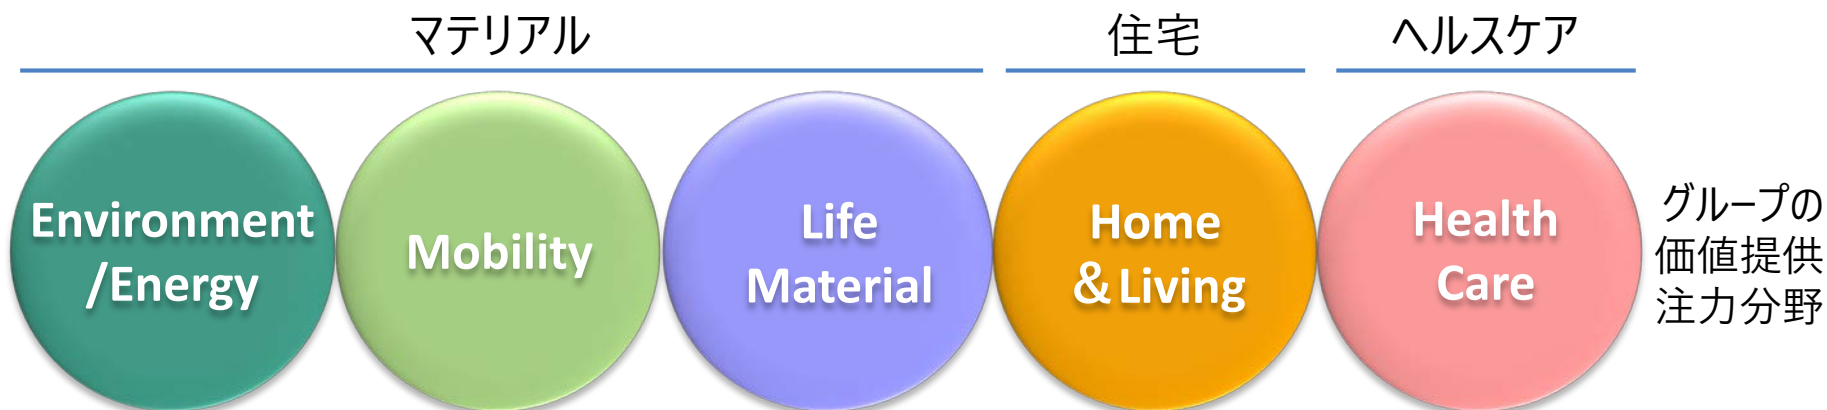 マテリアル
住宅
ヘルスケア
Environment
/Energy
Mobility
Life
Material
Home
＆Living
Health
Care
グループの
価値提供
注力分野